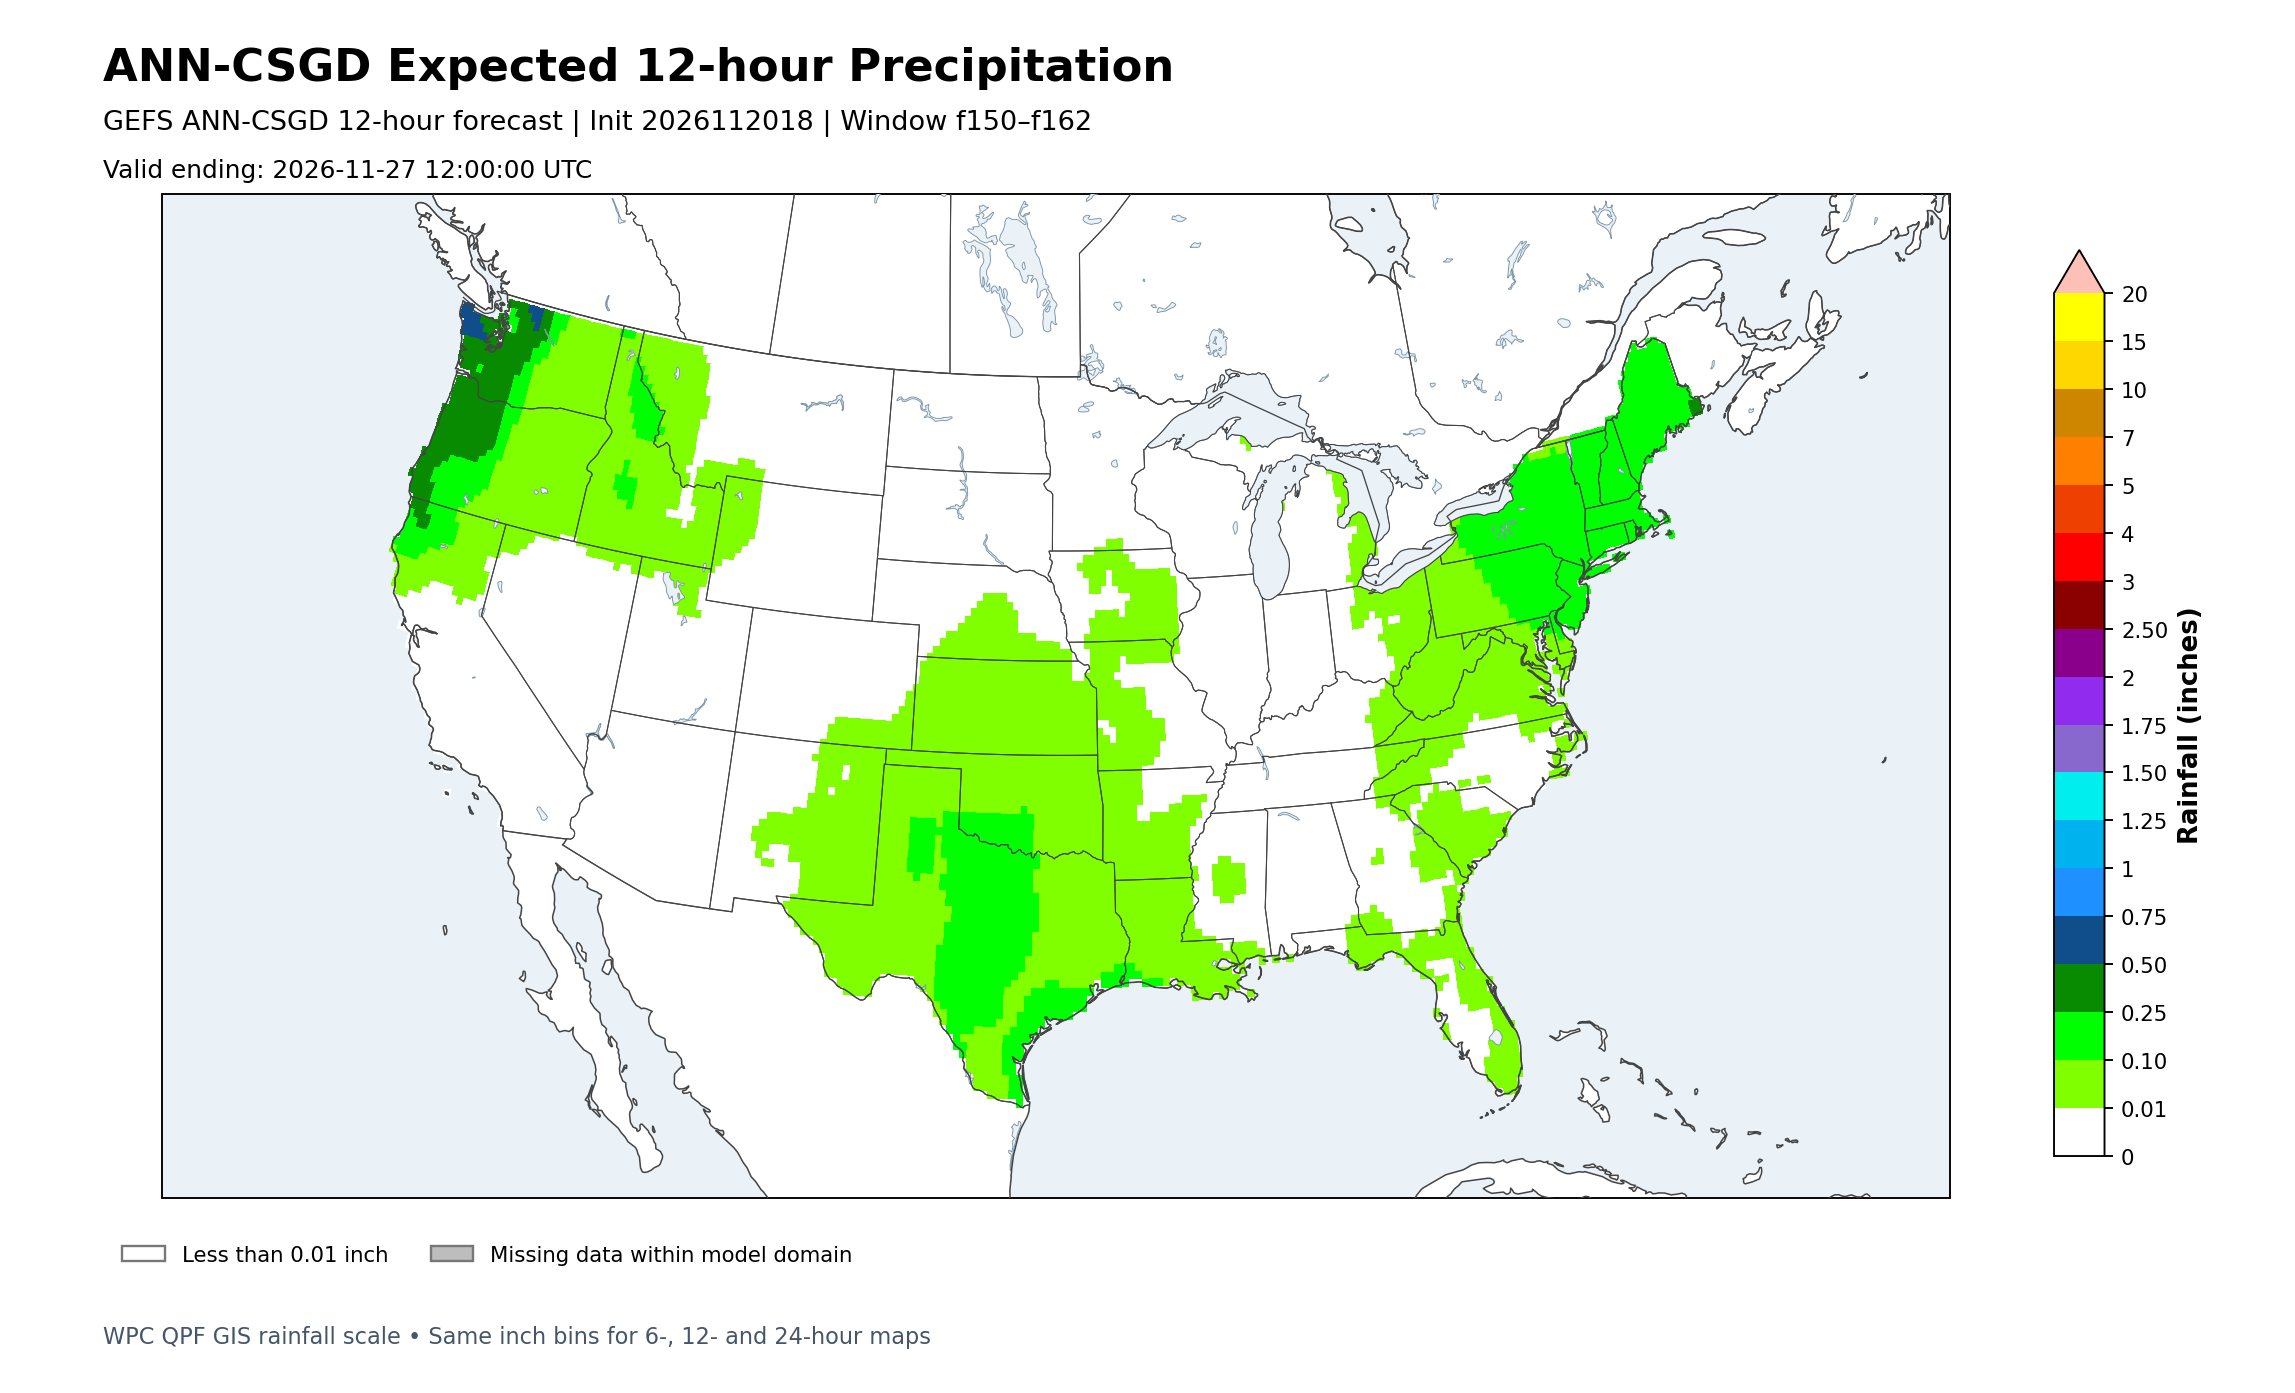 ANN-CSGD Expected 12-hour Precipitation
GEFS ANN-CSGD 12-hour forecast | Init 2026112018 | Window f150–f162
Valid ending: 2026-11-27 12:00:00 UTC
20
15
10
7
5
4
3
2.50
2
1.75
1.50
1.25
1
0.75
0.50
0.25
0.10
0.01
0
Rainfall (inches)
Less than 0.01 inch
Missing data within model domain
WPC QPF GIS rainfall scale • Same inch bins for 6-, 12- and 24-hour maps